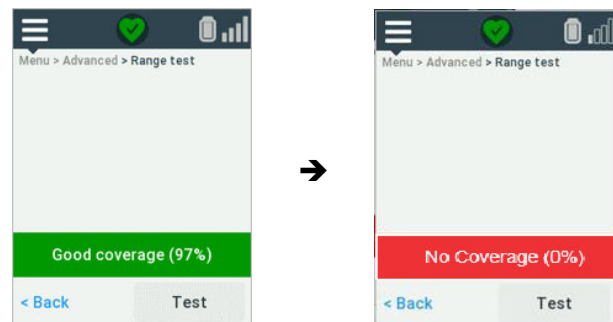 Menu > Advanced > Range test
Good coverage (97%)
< Back
Test
Menu > Advanced > Range test
No Coverage (0%)
< Back
Test